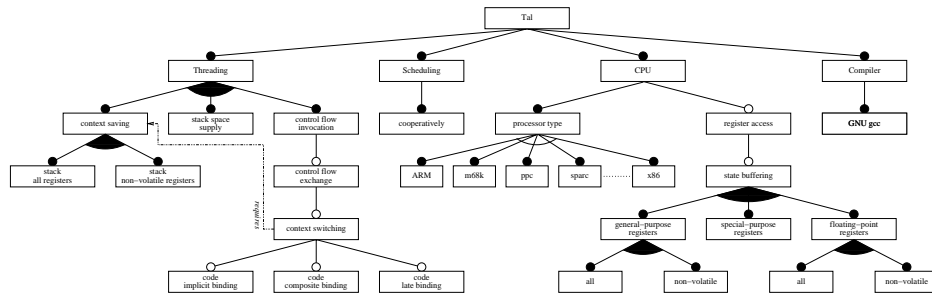 Tal
Threading
Scheduling
CPU
Compiler
context saving
stack space
supply
control flow
invocation
cooperatively
processor type
register access
GNU gcc
stack
all registers
stack
non-volatile registers
control flow
exchange
ARM
m68k
ppc
sparc
x86
state buffering
requires
context switching
general-purpose
registers
special-purpose
registers
floating-point
registers
code
implicit binding
code
composite binding
code
late binding
all
non-volatile
all
non-volatile